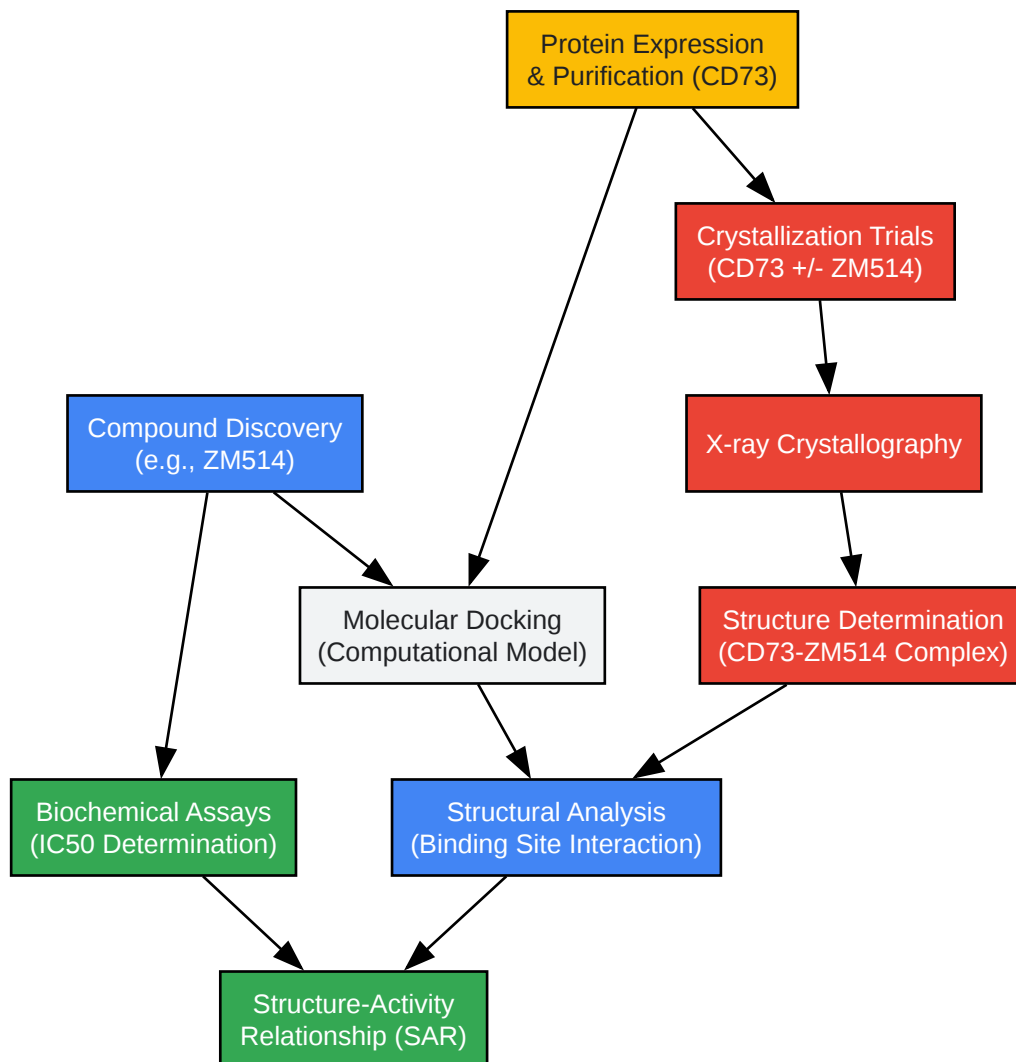 Protein Expression
& Purification (CD73)
Crystallization Trials
(CD73 +/- ZM514)
Compound Discovery
(e.g., ZM514)
X-ray Crystallography
Molecular Docking
(Computational Model)
Structure Determination
(CD73-ZM514 Complex)
Biochemical Assays
(IC50 Determination)
Structural Analysis
(Binding Site Interaction)
Structure-Activity
Relationship (SAR)